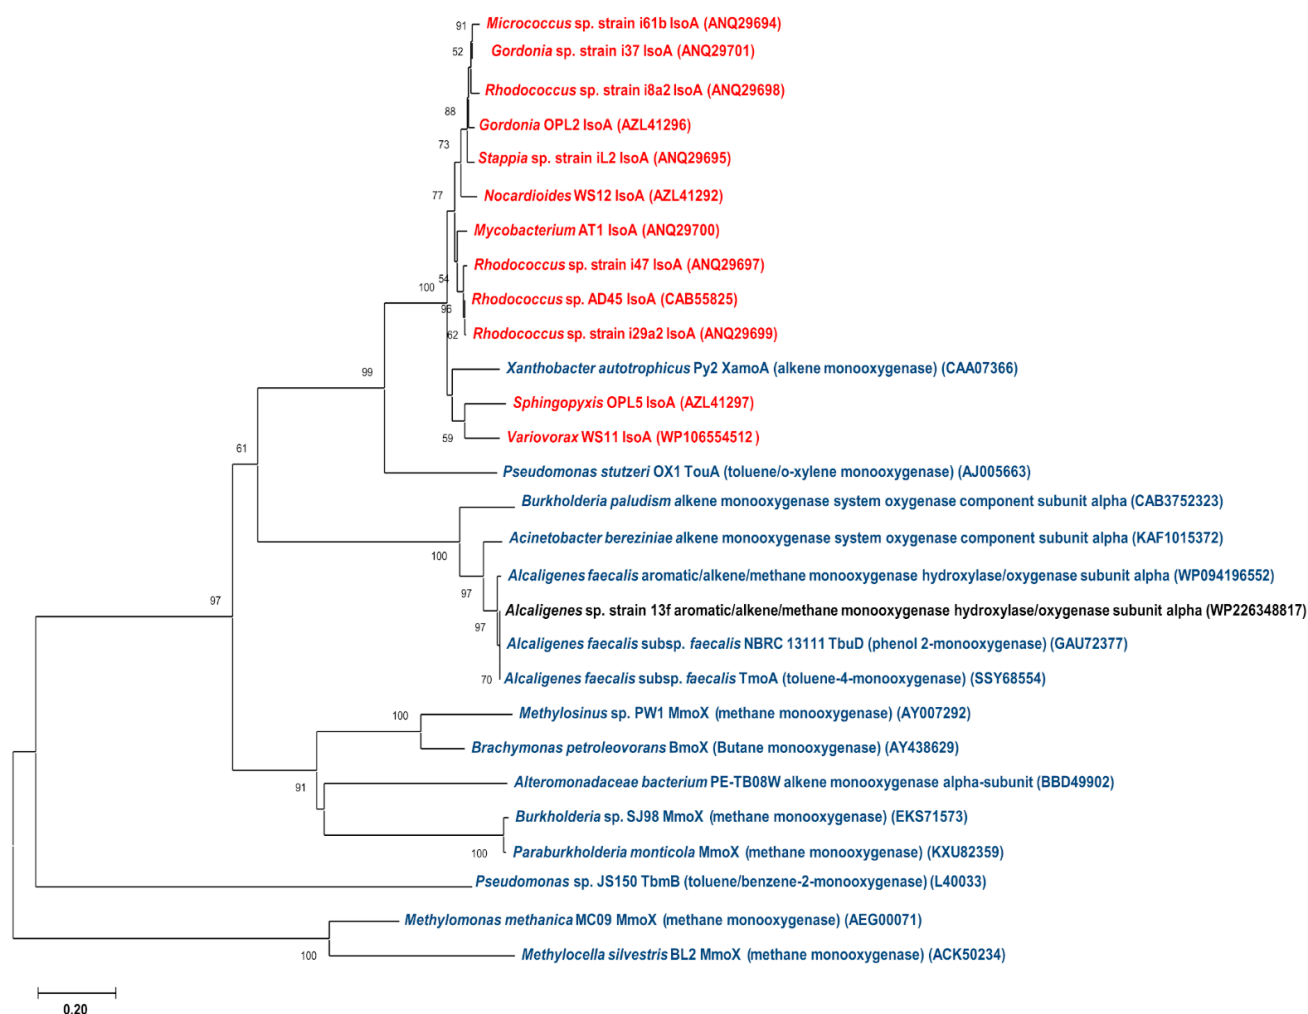 91 Micrococcus sp. strain i61b IsoA (ANQ29694)
52 Gordonia sp. strain i37 IsoA (ANQ29701)
Rhodococcus sp. strain i8a2 IsoA (ANQ29698)
88
Gordonia OPL2 IsoA (AZL41296)
73
Stappia sp. strain iL2 IsoA (ANQ29695)
77 Nocardioides WS12 IsoA (AZL41292)
Mycobacterium AT1 IsoA (ANQ29700)
Rhodococcus sp. strain i47 IsoA (ANQ29697)
54
100
Rhodococcus sp. AD45 IsoA (CAB55825)
96
62 Rhodococcus sp. strain i29a2 IsoA (ANQ29699)
99 Xanthobacter autotrophicus Py2 XamoA (alkene monooxygenase) (CAA07366)
Sphingopyxis OPL5 IsoA (AZL41297)
59 Variovorax WS11 IsoA (WP106554512 )
61
Pseudomonas stutzeri OX1 TouA (toluene/o-xylene monooxygenase) (AJ005663)
Burkholderia paludism alkene monooxygenase system oxygenase component subunit alpha (CAB3752323)
Acinetobacter bereziniae alkene monooxygenase system oxygenase component subunit alpha (KAF1015372)
100
Alcaligenes faecalis aromatic/alkene/methane monooxygenase hydroxylase/oxygenase subunit alpha (WP094196552)
97
97
Alcaligenes sp. strain 13f aromatic/alkene/methane monooxygenase hydroxylase/oxygenase subunit alpha (WP226348817)
97
Alcaligenes faecalis subsp. faecalis NBRC 13111 TbuD (phenol 2-monooxygenase) (GAU72377)
70 Alcaligenes faecalis subsp. faecalis TmoA (toluene-4-monooxygenase) (SSY68554)
100 Methylosinus sp. PW1 MmoX (methane monooxygenase) (AY007292)
Brachymonas petroleovorans BmoX (Butane monooxygenase) (AY438629)
91 Alteromonadaceae bacterium PE-TB08W alkene monooxygenase alpha-subunit (BBD49902)
Burkholderia sp. SJ98 MmoX (methane monooxygenase) (EKS71573)
100 Paraburkholderia monticola MmoX (methane monooxygenase) (KXU82359)
Pseudomonas sp. JS150 TbmB (toluene/benzene-2-monooxygenase) (L40033)
Methylomonas methanica MC09 MmoX (methane monooxygenase) (AEG00071)
100 Methylocella silvestris BL2 MmoX (methane monooxygenase) (ACK50234)
0.20